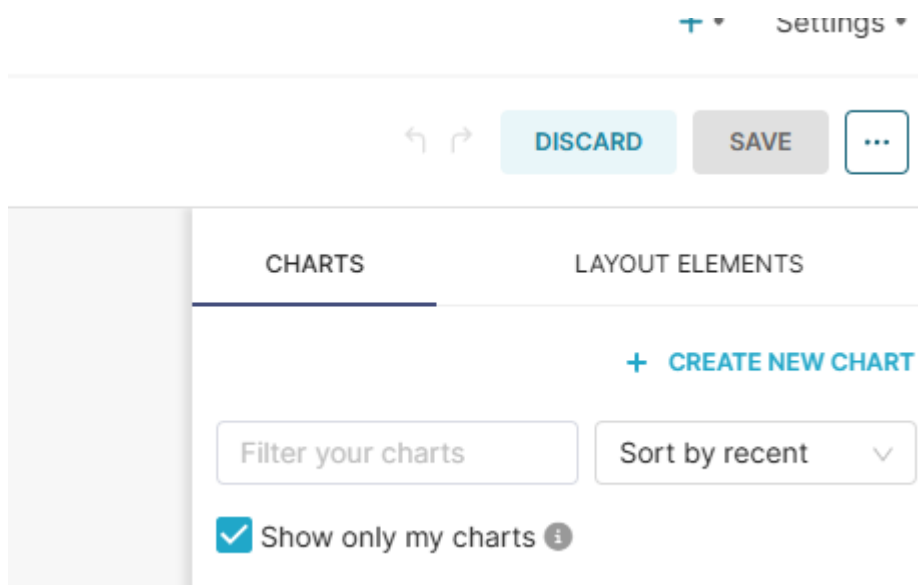 + Settings
DISCARD SAVE ...
CHARTS LAYOUT ELEMENTS
+ CREATE NEW CHART
Filter your charts Sort by recent
Show only my charts